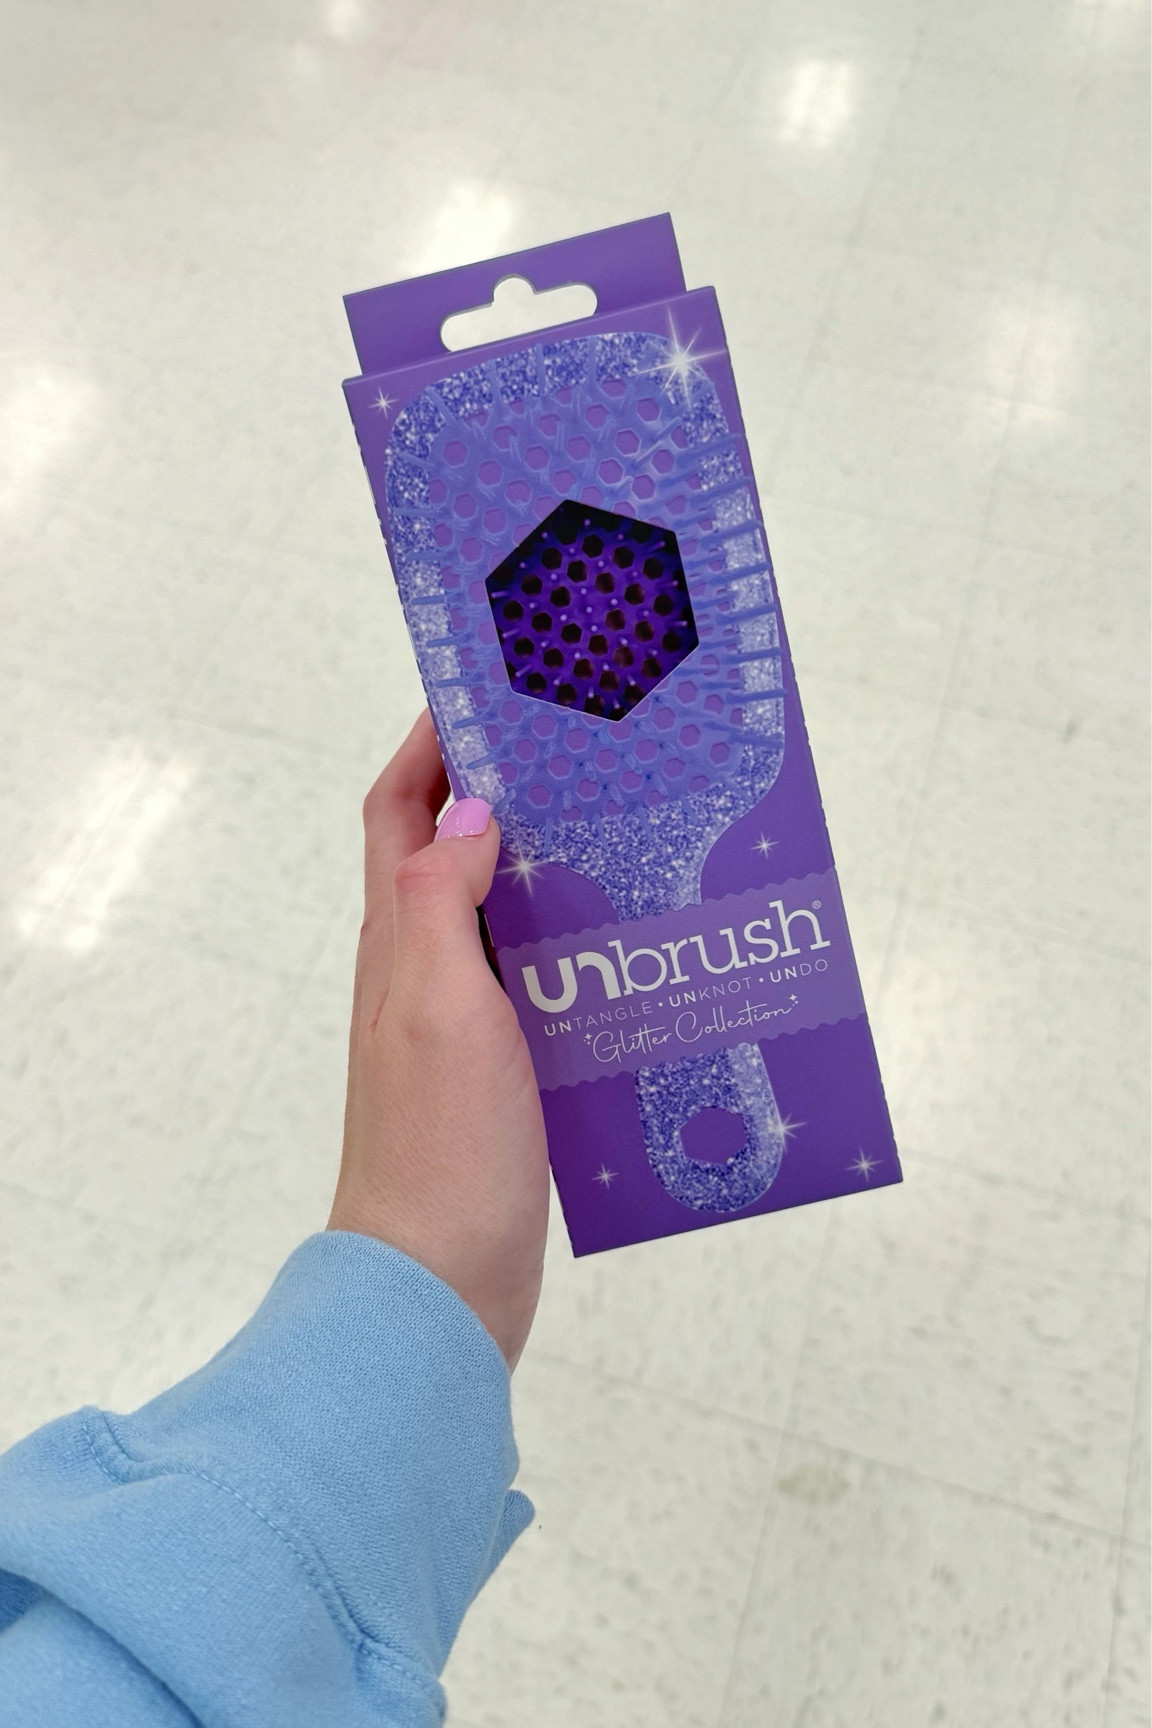 unbrush®
UNTANGLE • UNKNOT • UNDO
Glitter Collection